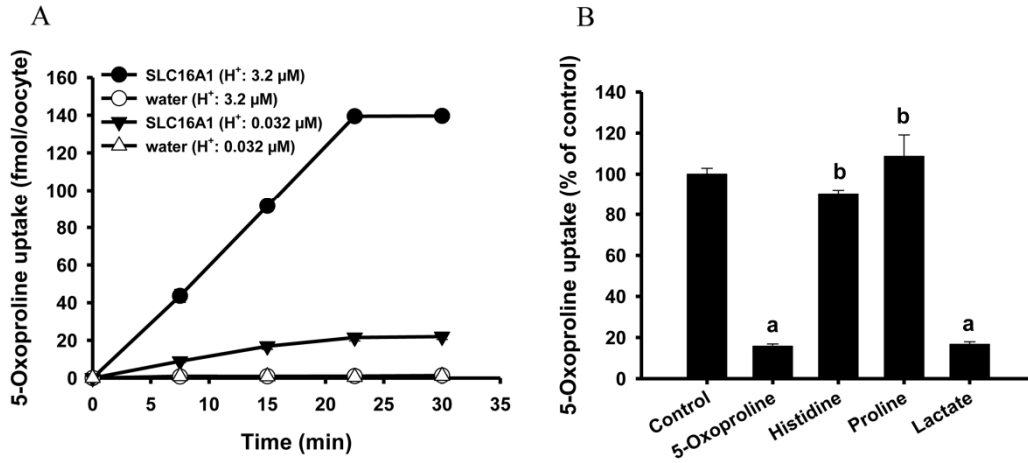 A
5-Oxoproline uptake (fmol/oocyte)
160
140
120
100
80
60
40
20
0
SLC16A1 (H⁺: 3.2 µM)
water (H⁺: 3.2 µM)
SLC16A1 (H⁺: 0.032 µM)
water (H⁺: 0.032 µM)
0 5 10 15 20 25 30 35
Time (min)
B
5-Oxoproline uptake (% of control)
140
120
100
80
60
40
20
0
a b b a
Control 5-Oxoproline Histidine Proline Lactate